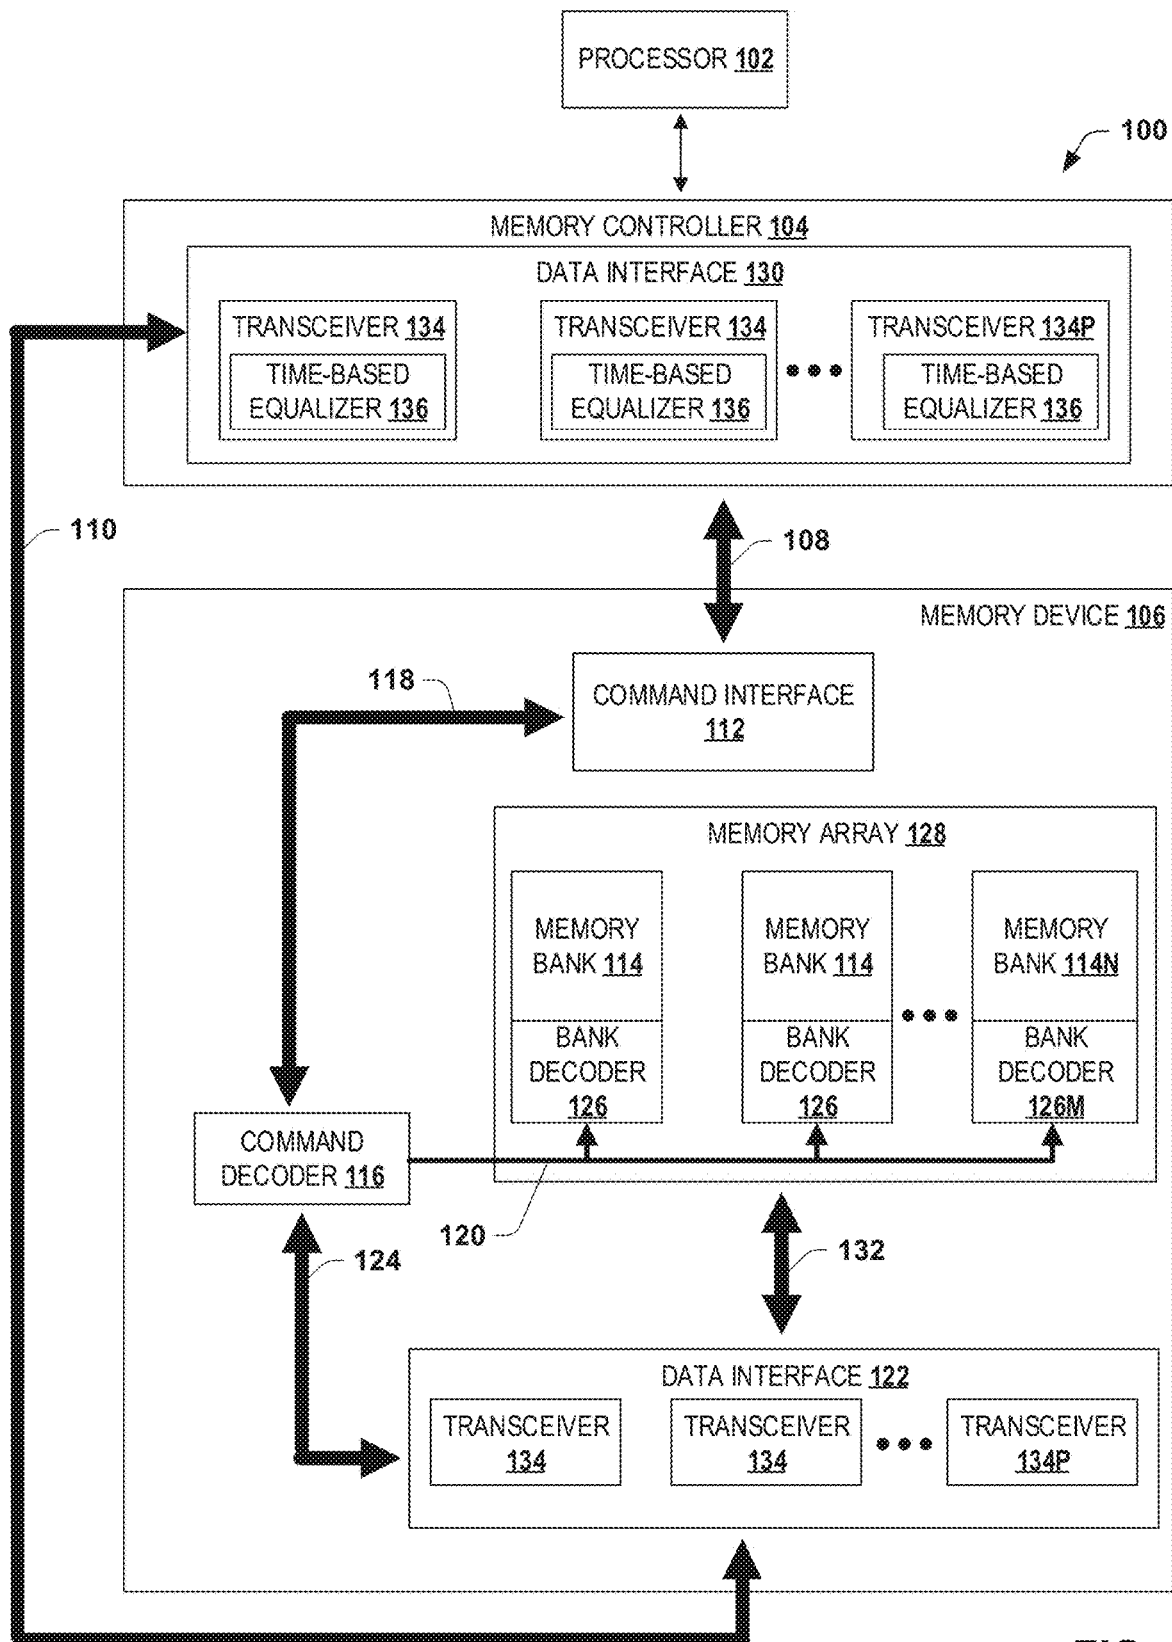 PROCESSOR 102
100
MEMORY CONTROLLER 104
DATA INTERFACE 130
TRANSCEIVER 134
TIME-BASED
EQUALIZER 136
TRANSCEIVER 134
TIME-BASED
EQUALIZER 136
TRANSCEIVER 134P
TIME-BASED
EQUALIZER 136
110
108
MEMORY DEVICE 106
118
COMMAND INTERFACE
112
MEMORY ARRAY 128
MEMORY
BANK 114
BANK
DECODER
126
MEMORY
BANK 114
BANK
DECODER
126
MEMORY
BANK 114N
BANK
DECODER
126M
COMMAND
DECODER 116
120
124
132
DATA INTERFACE 122
TRANSCEIVER
134
TRANSCEIVER
134
TRANSCEIVER
134P